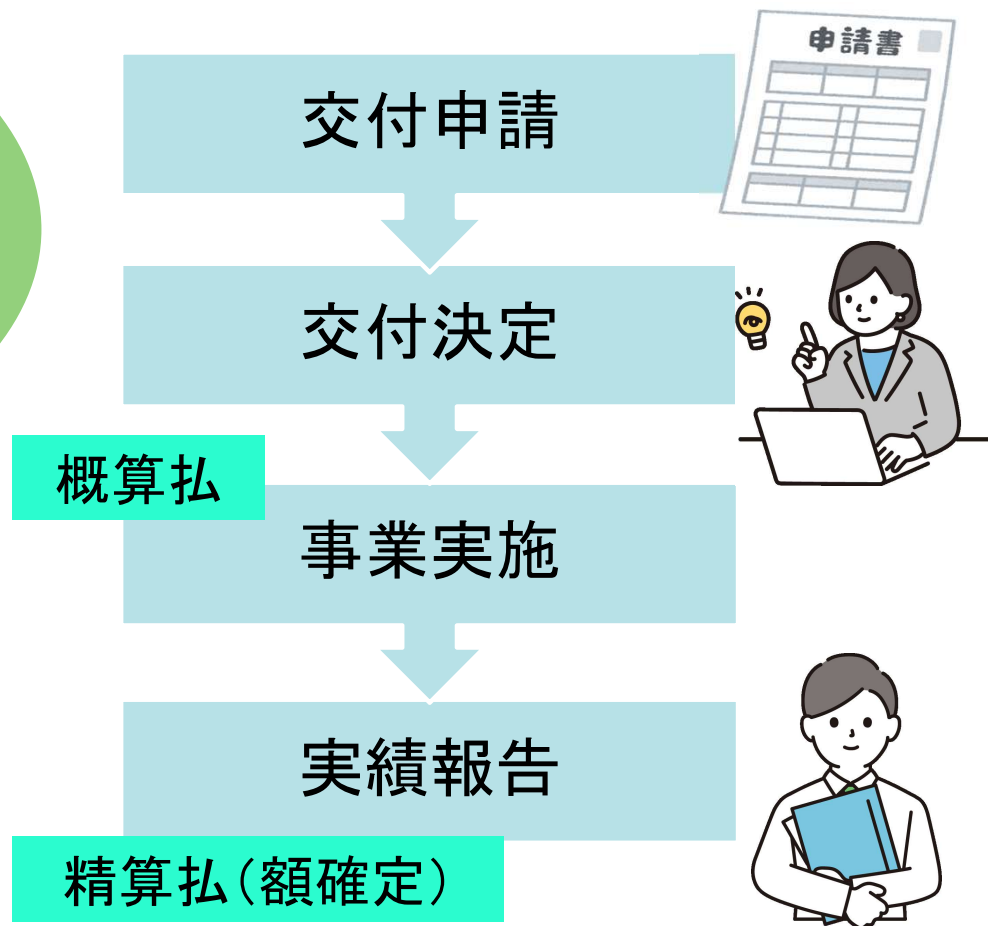 申請書
交付申請
交付決定
概算払
事業実施
実績報告
精算払（額確定）